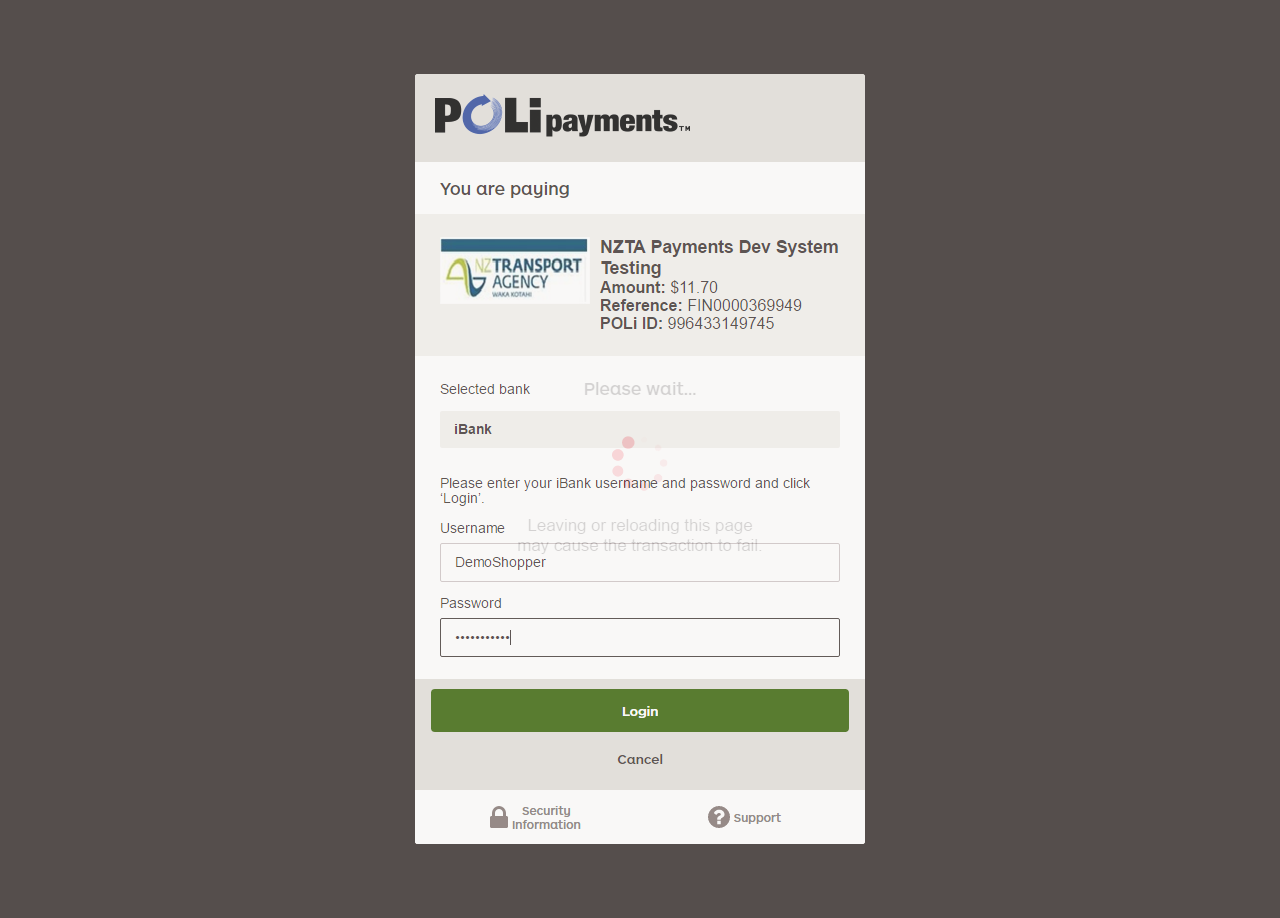 POLi payments™
You are paying
NZ TRANSPORT
AGENCY
WAKA KOTAHI
NZTA Payments Dev System
Testing
Amount: $11.70
Reference: FIN0000369949
POLi ID: 996433149745
Selected bank
Please wait...
iBank
Please enter your iBank username and password and click
‘Login’.
Leaving or reloading this page
Username
may cause the transaction to fail.
DemoShopper
Password
•••••••••••
Login
Cancel
Security
Information
Support